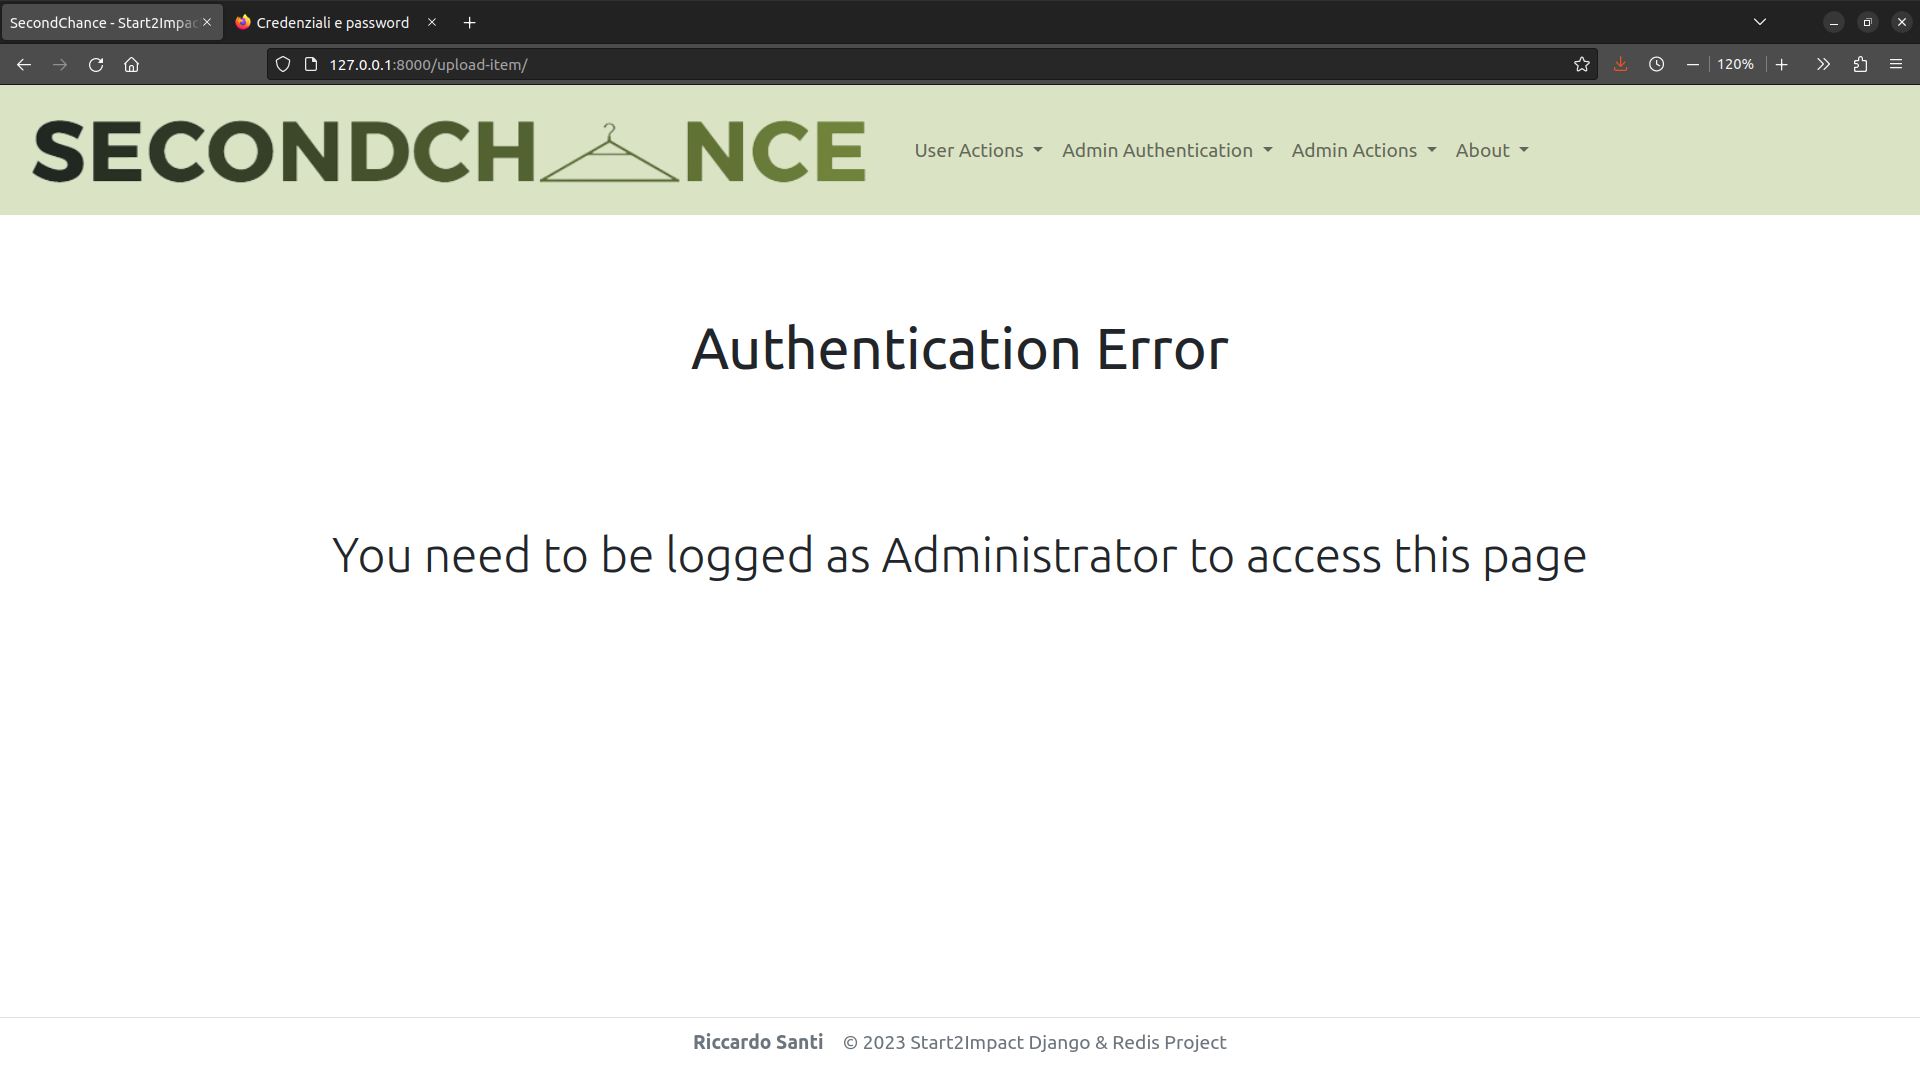 SecondChance - Start2Impac
Credenziali e password
127.0.0.1:8000/upload-item/
120%
SECONDCH NCE
User Actions
Admin Authentication
Admin Actions
About
Authentication Error
You need to be logged as Administrator to access this page
Riccardo Santi © 2023 Start2Impact Django & Redis Project